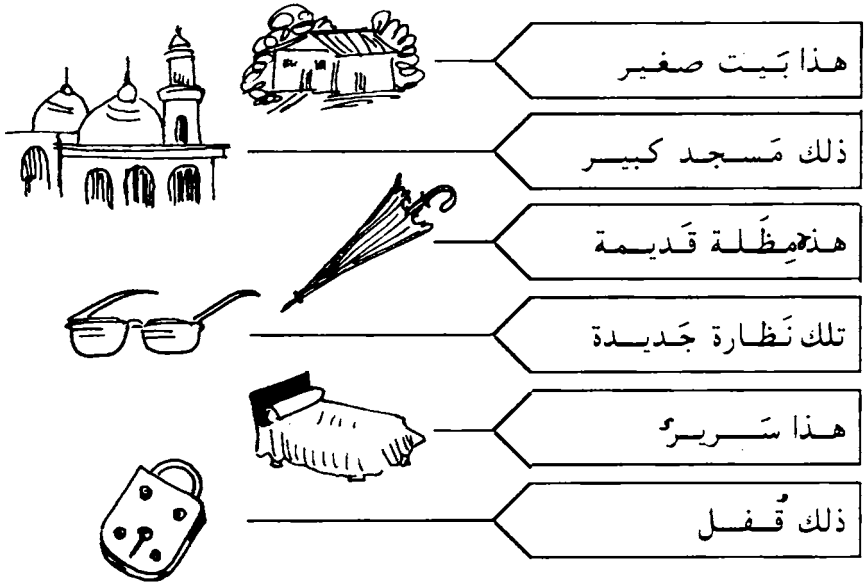 هذا بَيت صغير
ذلك مَسجد كبير
هذه مِظَلة قَديمة
تلك نَظارة جَديدة
هذا سَرير
ذلك قُفل